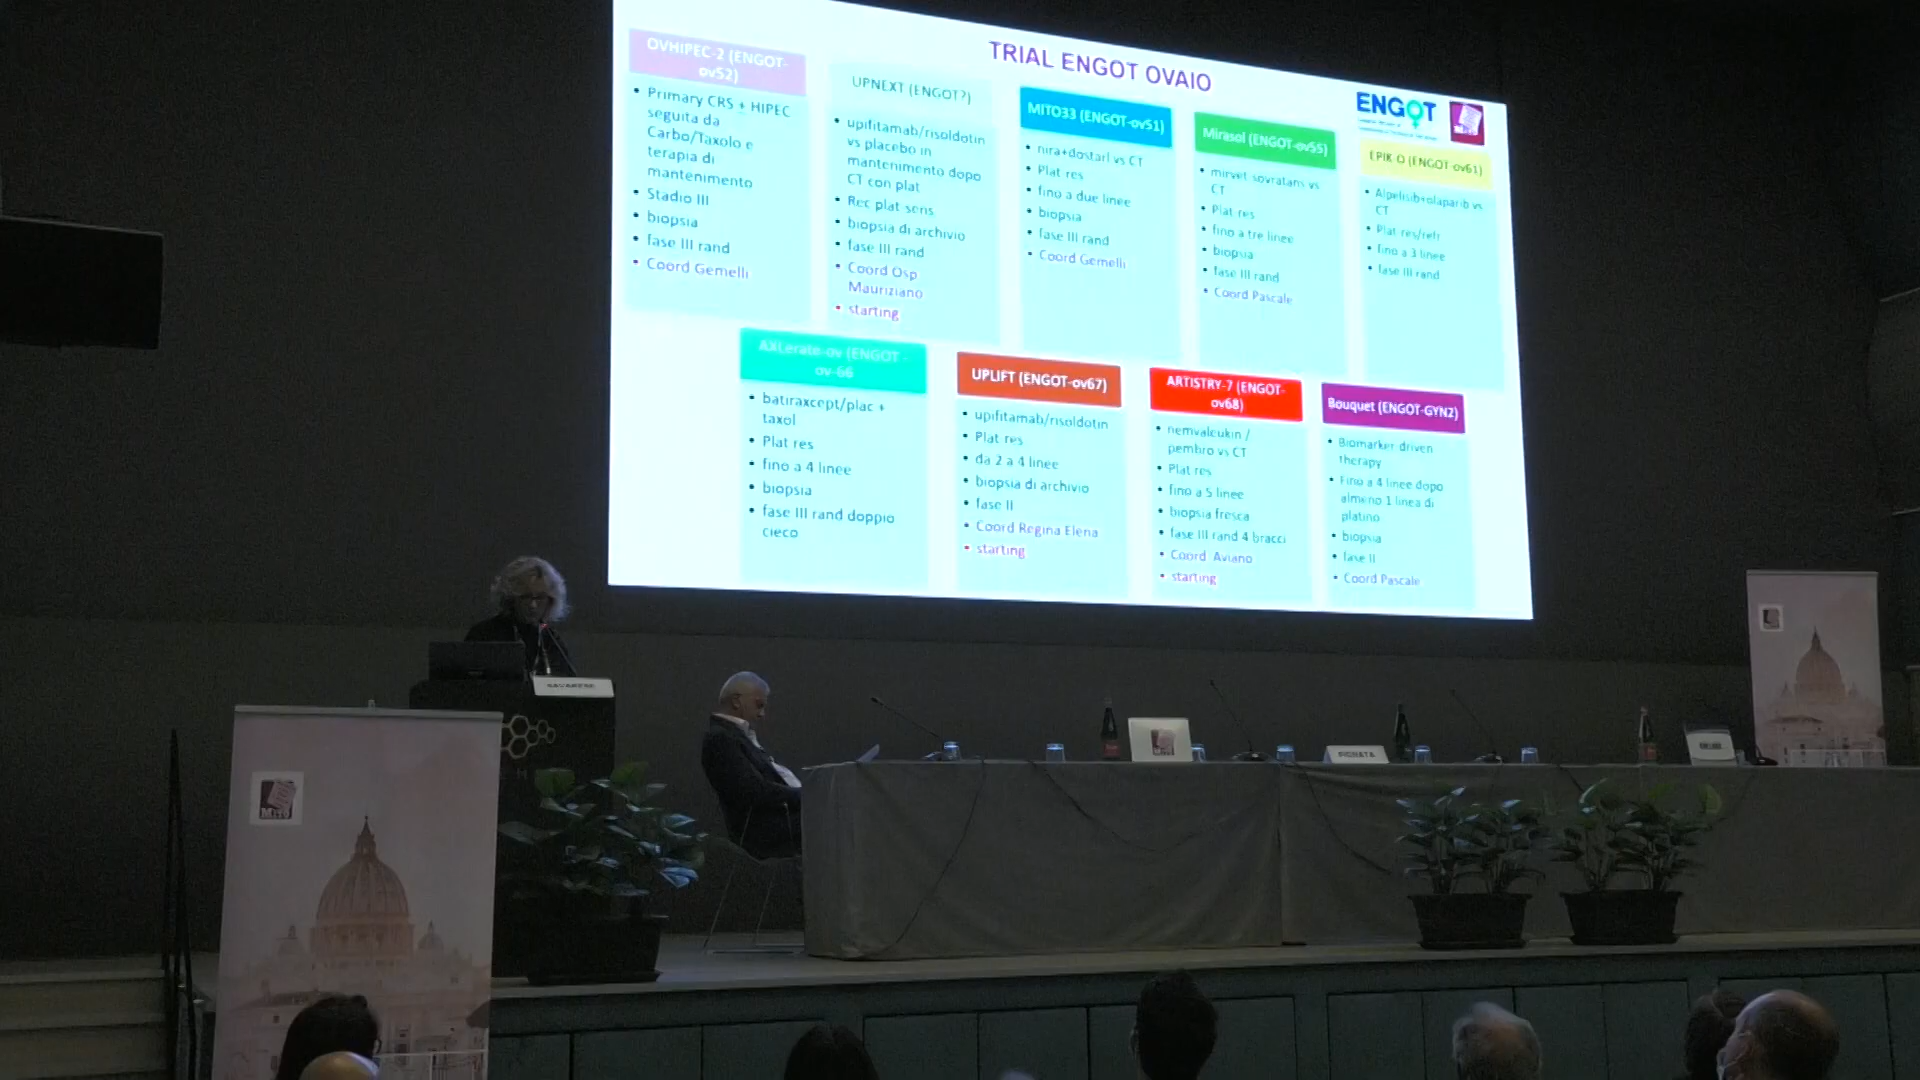 TRIAL ENGOT OVAIO
ENGOT
OVHIPEC-2 (ENGOT-
ov52)
• Primary CRS + HIPEC
seguita da
Carbo/Taxolo e
terapia di
mantenimento
• Stadio III
• biopsia
• fase III rand
• Coord Gemelli
UPNEXT (ENGOT?)
• upifitamab/risoldotin
vs placebo in
mantenimento dopo
CT con plat
• Rec plat sens
• biopsia di archivio
• fase III rand
• Coord Osp
Mauriziano
• starting
MITO33 (ENGOT-ov51)
• nira+dostarl vs CT
• Plat res
• fino a due linee
• biopsia
• fase III rand
• Coord Gemelli
Mirasol (ENGOT-ov55)
• mirvet sovratans vs
CT
• Plat res
• fino a tre linee
• biopsia
• fase III rand
• Coord Pascale
EPIK O (ENGOT-ov61)
• Alpelisib+olaparib vs
CT
• Plat res/refr
• fino a 3 linee
• fase III rand
AXLerate-ov (ENGOT -
ov-66
• batiraxcept/plac +
taxol
• Plat res
• fino a 4 linee
• biopsia
• fase III rand doppio
cieco
UPLIFT (ENGOT-ov67)
• upifitamab/risoldotin
• Plat res
• da 2 a 4 linee
• biopsia di archivio
• fase II
• Coord Regina Elena
• starting
ARTISTRY-7 (ENGOT-
ov68)
• nemvaleukin /
pembro vs CT
• Plat res
• fino a 5 linee
• biopsia fresca
• fase III rand 4 bracci
• Coord Aviano
• starting
Bouquet (ENGOT-GYN2)
• Biomarker driven
therapy
• Fino a 4 linee dopo
almeno 1 linea di
platino
• biopsia
• fase II
• Coord Pascale
PIGNATA
MITO